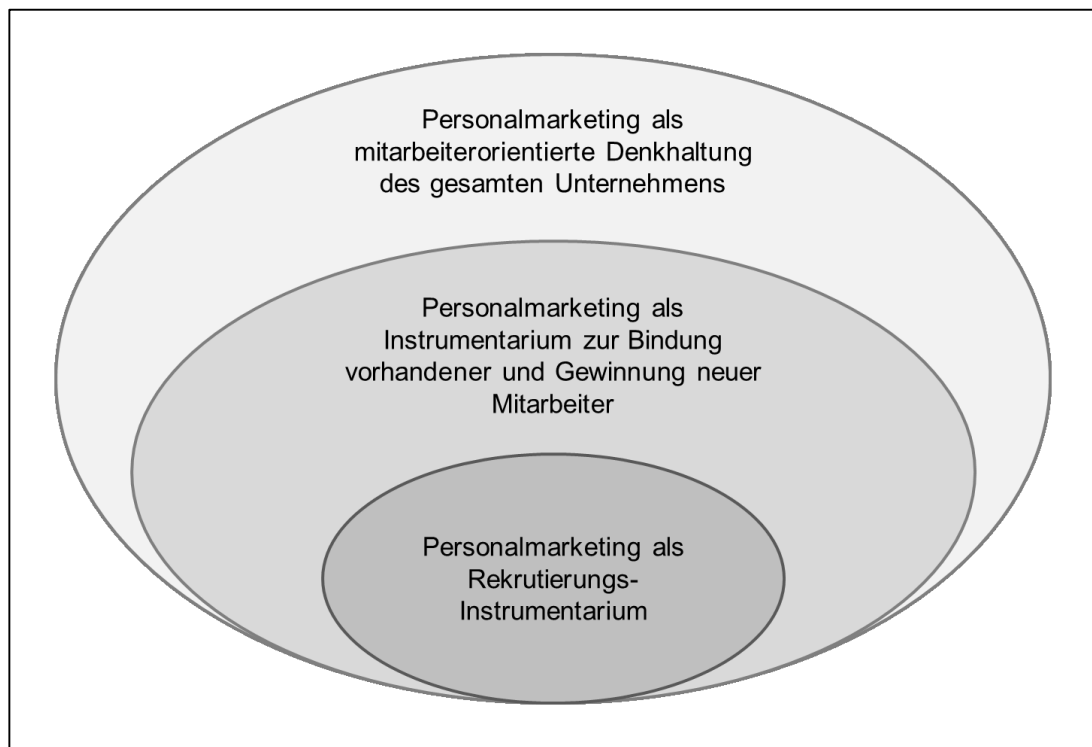 Personalmarketing als
mitarbeiterorientierte Denkhaltung
des gesamten Unternehmens
Personalmarketing als
Instrumentarium zur Bindung
vorhandener und Gewinnung neuer
Mitarbeiter
Personalmarketing als
Rekrutierungs-
Instrumentarium